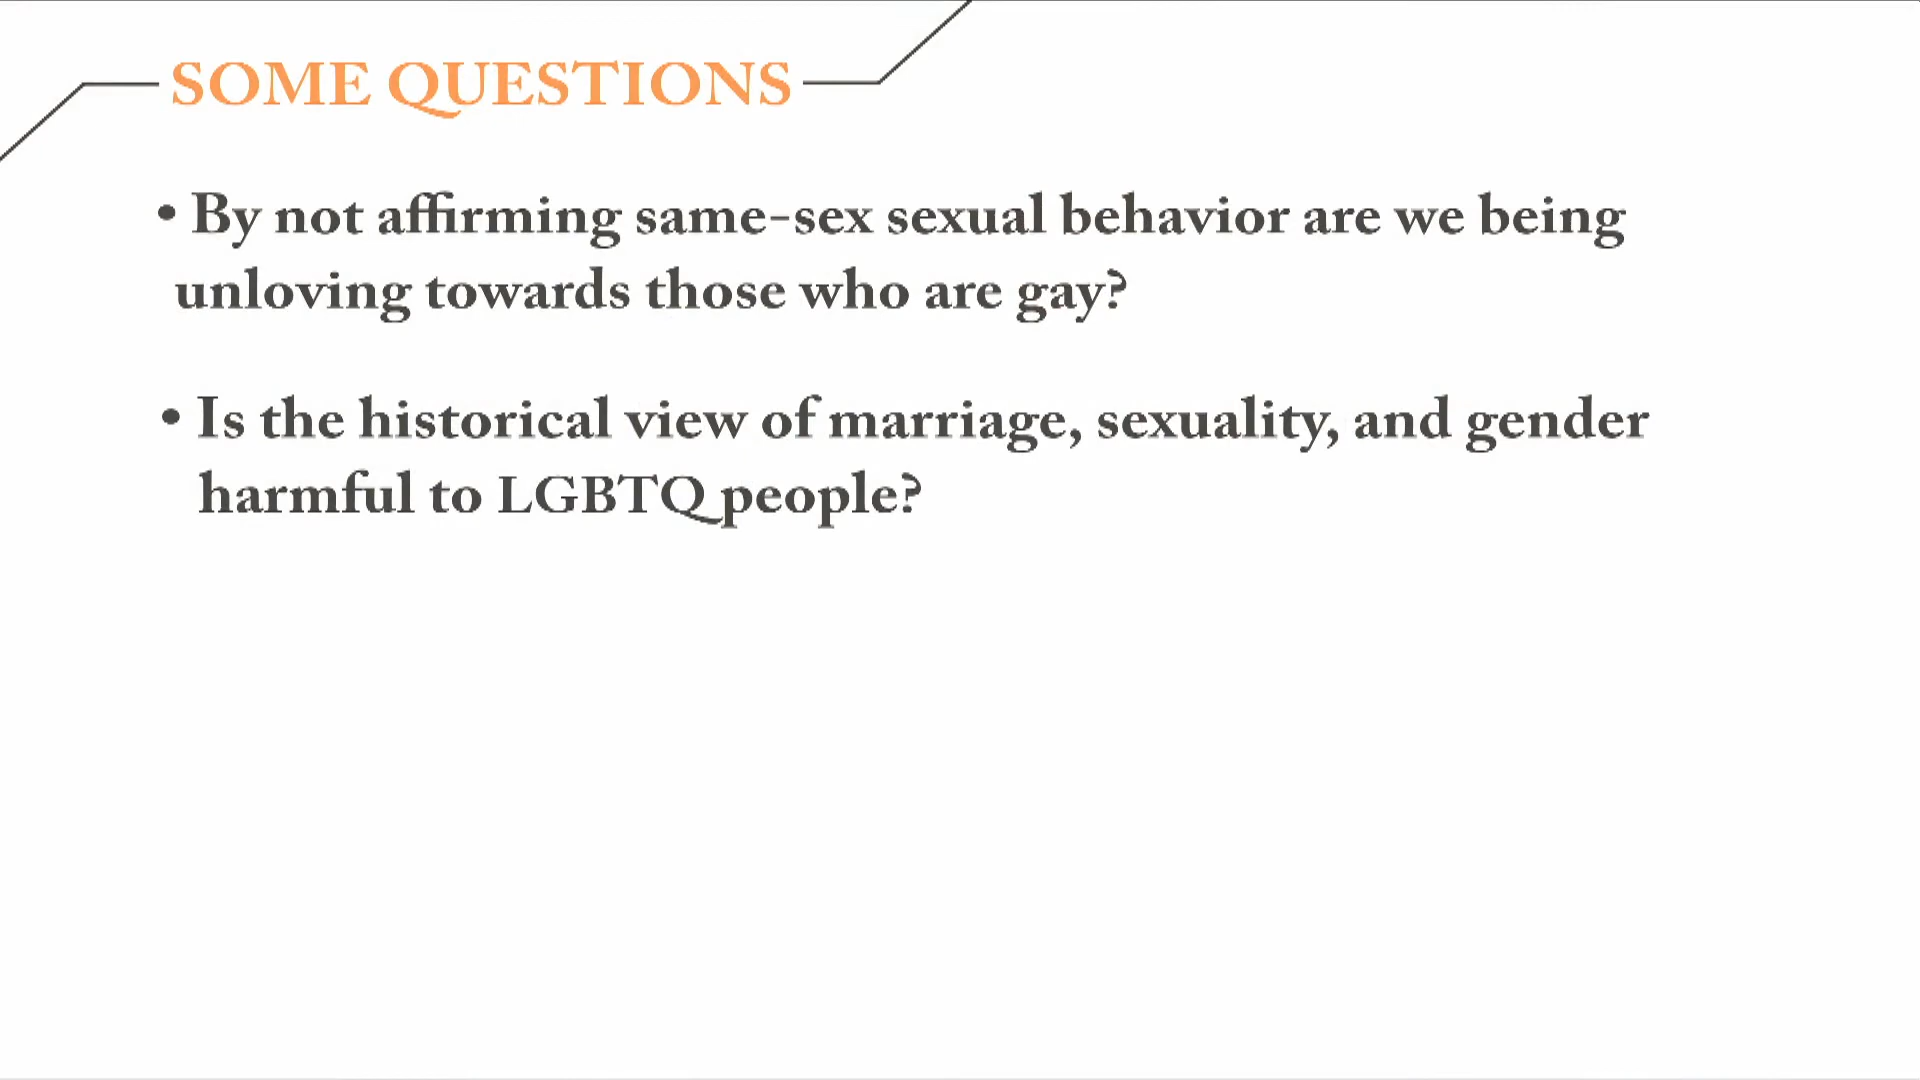 SOME QUESTIONS
• By not affirming same-sex sexual behavior are we being
unloving towards those who are gay?
• Is the historical view of marriage, sexuality, and gender
harmful to LGBTQ people?